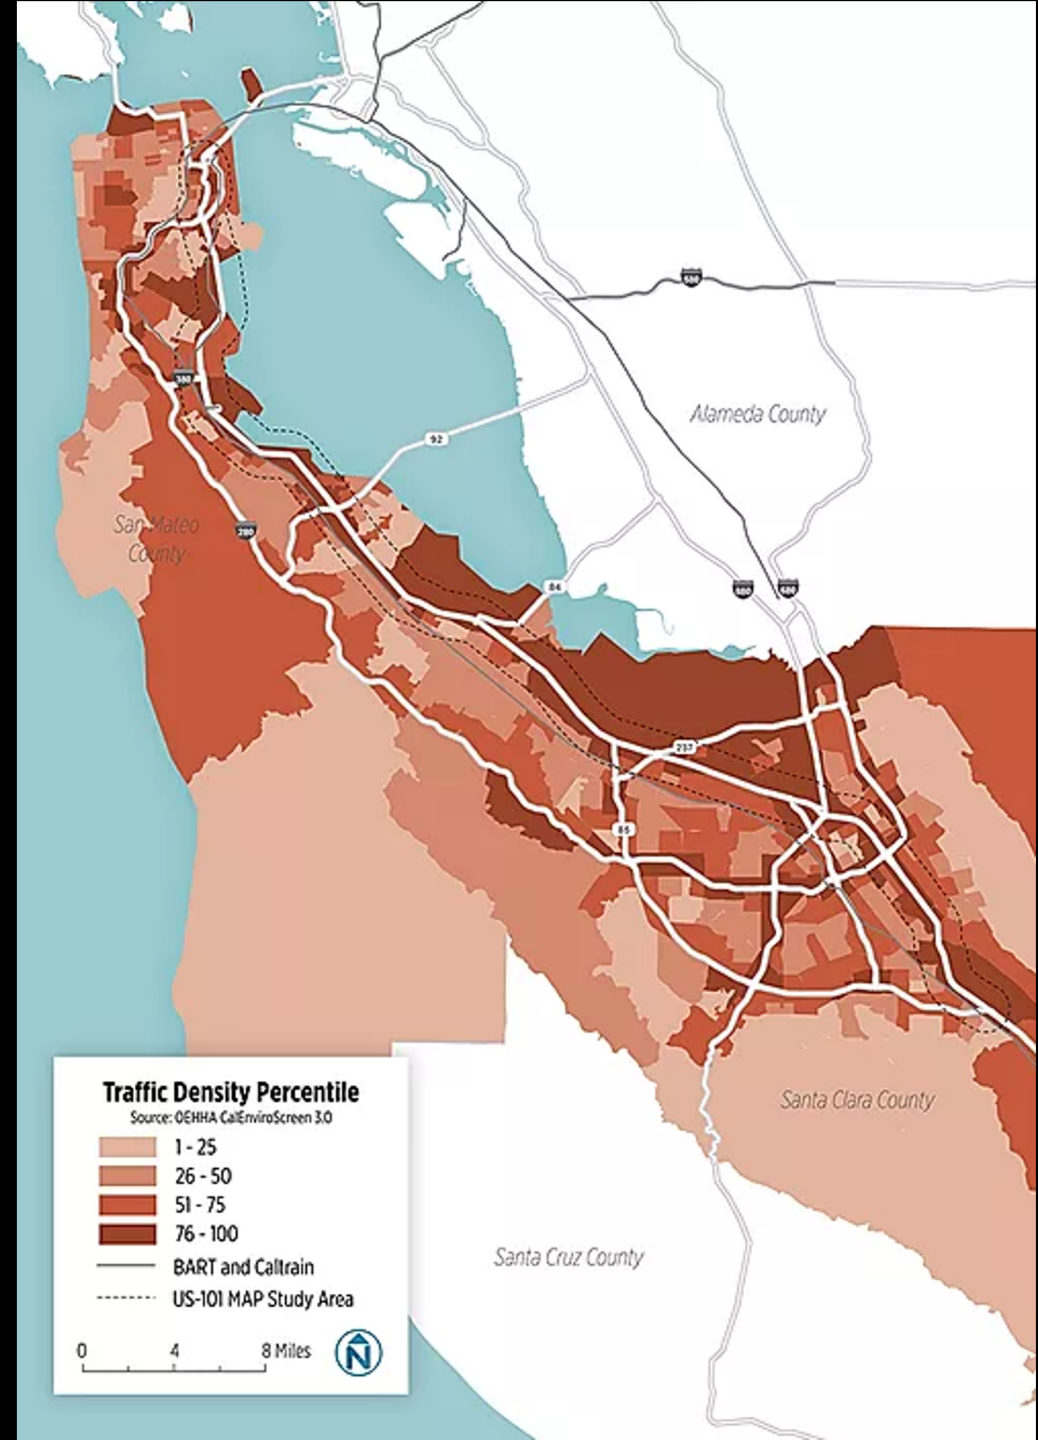 680
Alameda County
380
92
San Mateo
County
280
84
880
680
237
85
Traffic Density Percentile
Source: OEHHA CalEnviroScreen 3.0
1 - 25
26 - 50
51 - 75
76 - 100
BART and Caltrain
US-101 MAP Study Area
0 4 8 Miles
N
Santa Clara County
Santa Cruz County